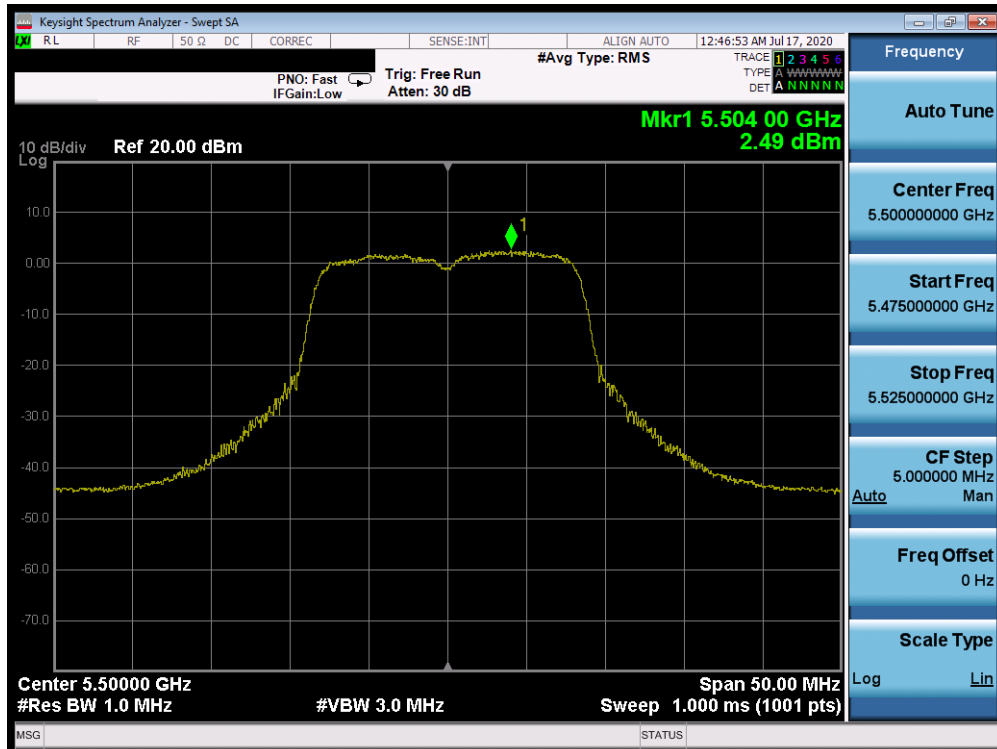 Keysight Spectrum Analyzer - Swept SA
LXI RL RF 50 Ω DC CORREC SENSE:INT ALIGN AUTO 12:46:53 AM Jul 17, 2020
#Avg Type: RMS TRACE 1 2 3 4 5 6
PNO: Fast Trig: Free Run TYPE A WWWWW
IFGain:Low Atten: 30 dB DET A N N N N N
Mkr1 5.504 00 GHz
10 dB/div Ref 20.00 dBm 2.49 dBm
Log
1
10.0
0.00
-10.0
-20.0
-30.0
-40.0
-50.0
-60.0
-70.0
Center 5.50000 GHz Span 50.00 MHz
#Res BW 1.0 MHz #VBW 3.0 MHz Sweep 1.000 ms (1001 pts)
MSG STATUS
Frequency
Auto Tune
Center Freq
5.500000000 GHz
Start Freq
5.475000000 GHz
Stop Freq
5.525000000 GHz
CF Step
5.000000 MHz
Auto Man
Freq Offset
0 Hz
Scale Type
Log Lin